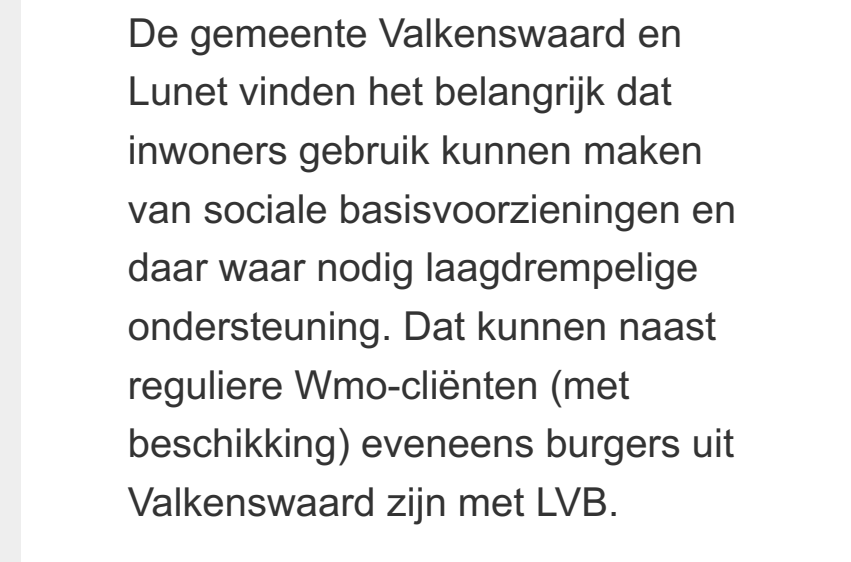 De gemeente Valkenswaard en
Lunet vinden het belangrijk dat
inwoners gebruik kunnen maken
van sociale basisvoorzieningen en
daar waar nodig laagdrempelige
ondersteuning. Dat kunnen naast
reguliere Wmo-cliënten (met
beschikking) eveneens burgers uit
Valkenswaard zijn met LVB.